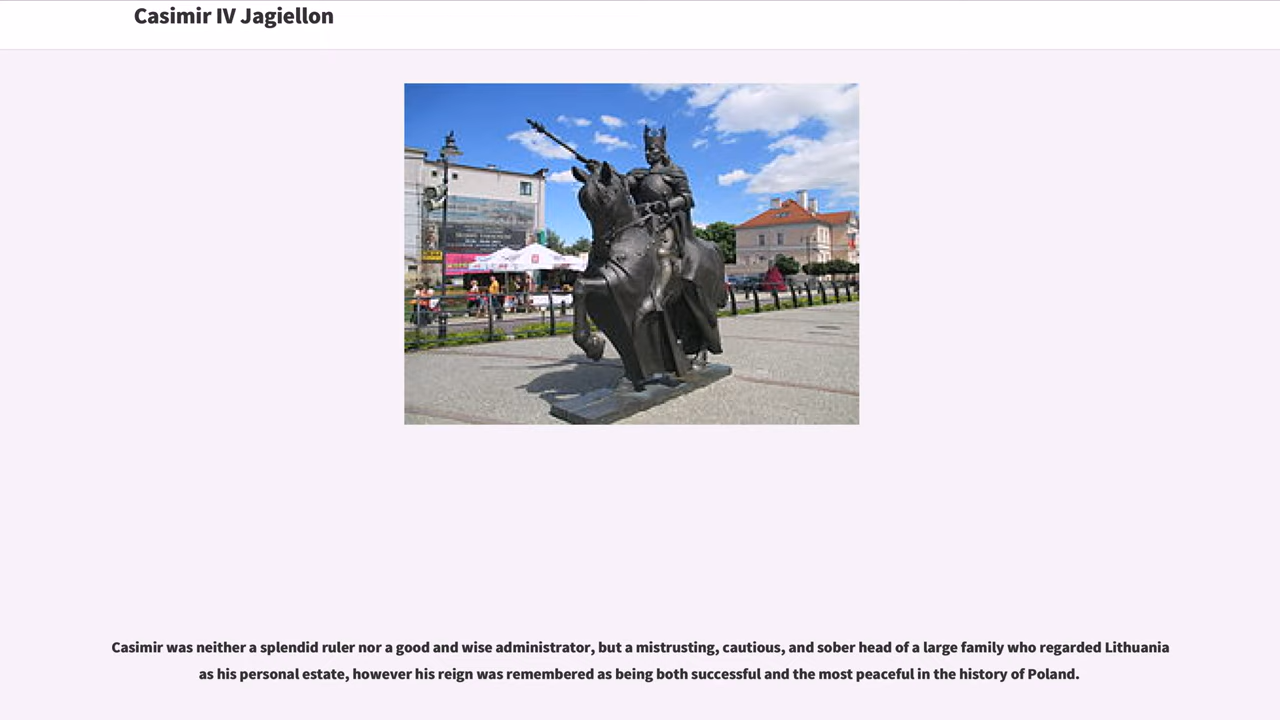 Casimir IV Jagiellon
Casimir was neither a splendid ruler nor a good and wise administrator, but a mistrusting, cautious, and sober head of a large family who regarded Lithuania
as his personal estate, however his reign was remembered as being both successful and the most peaceful in the history of Poland.